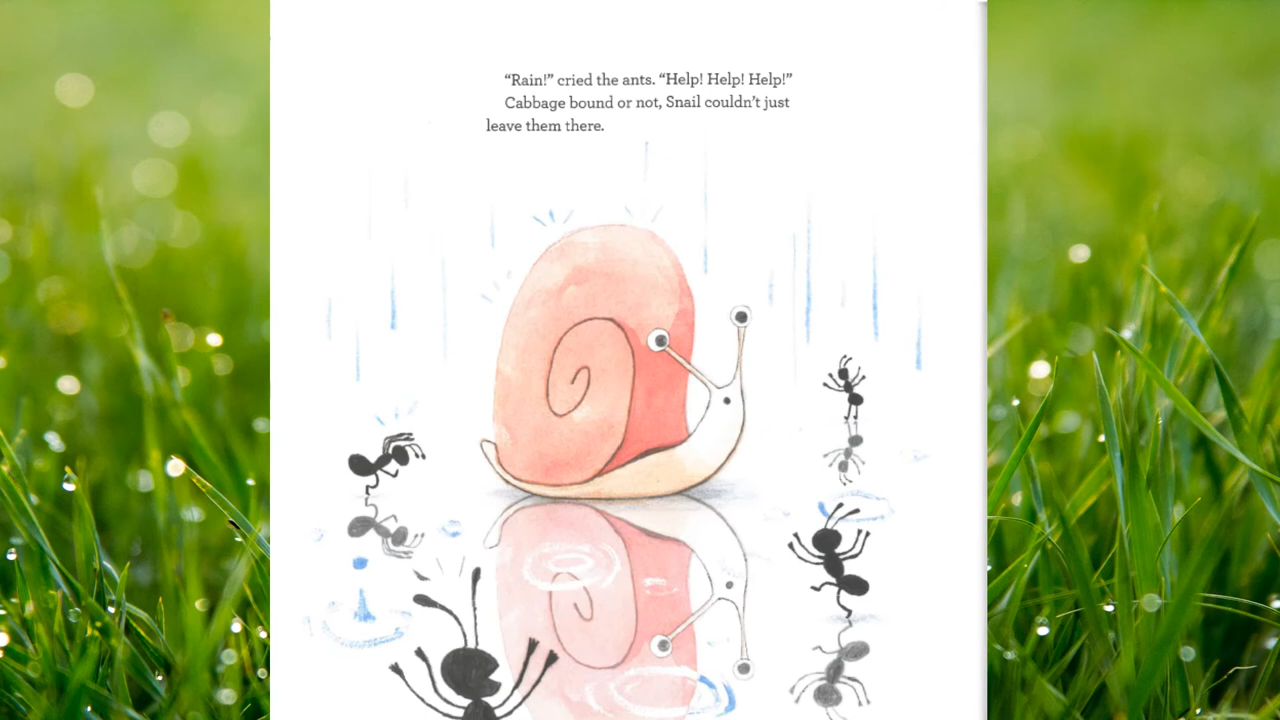 “Rain!” cried the ants. “Help! Help! Help!”
Cabbage bound or not, Snail couldn’t just
leave them there.